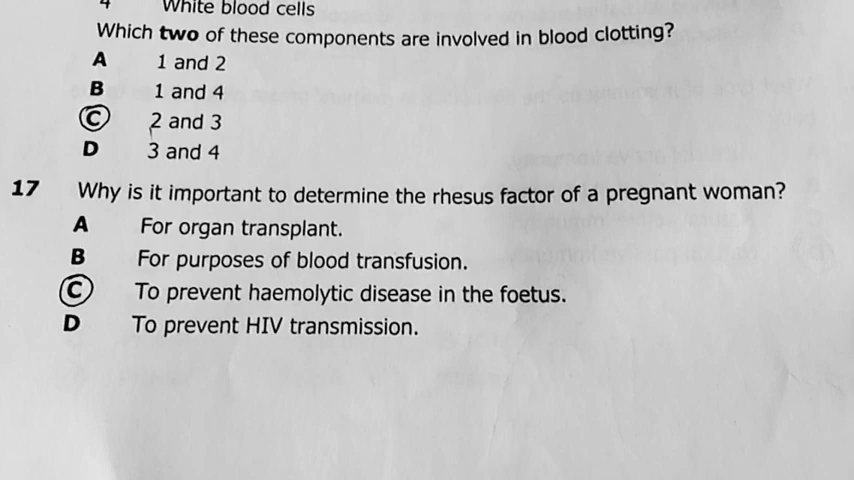 4 White blood cells
Which two of these components are involved in blood clotting?
A 1 and 2
B 1 and 4
C 2 and 3
D 3 and 4
17 Why is it important to determine the rhesus factor of a pregnant woman?
A For organ transplant.
B For purposes of blood transfusion.
C To prevent haemolytic disease in the foetus.
D To prevent HIV transmission.